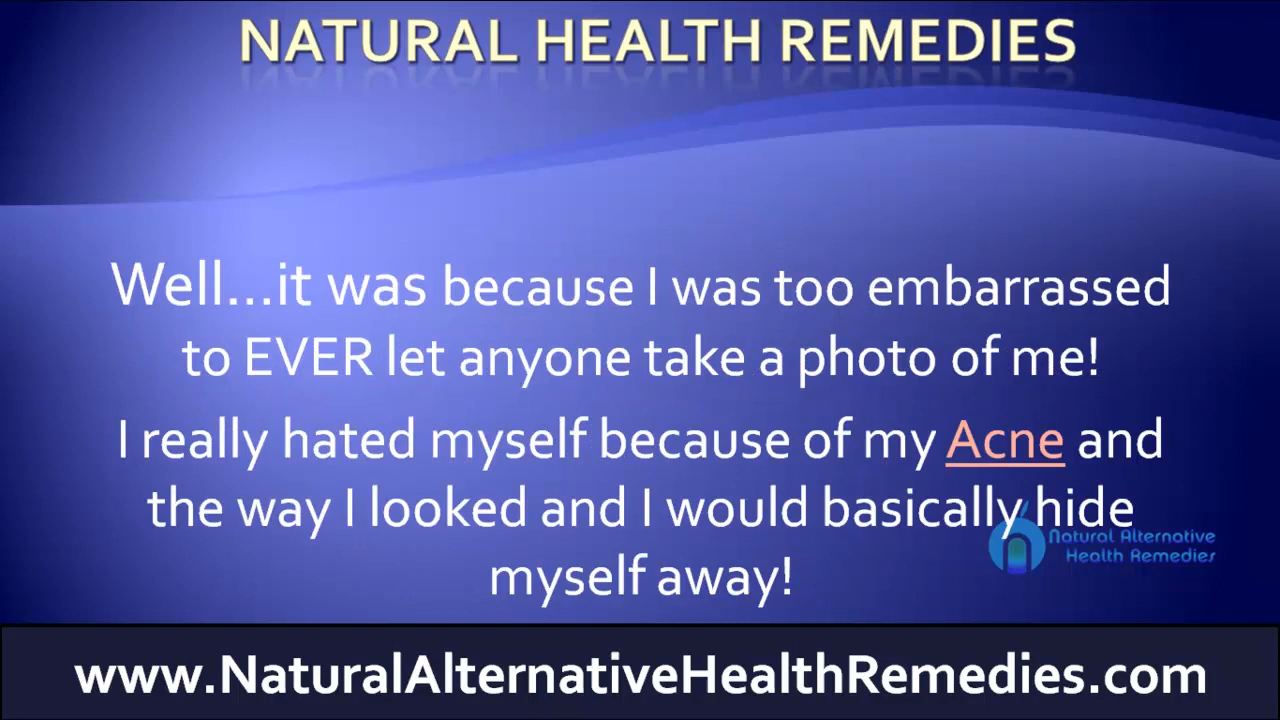 NATURAL HEALTH REMEDIES
Well...it was because I was too embarrassed
to EVER let anyone take a photo of me!
I really hated myself because of my Acne and
the way I looked and I would basically hide
myself away!
Natural Alternative
Health Remedies
www.NaturalAlternativeHealthRemedies.com